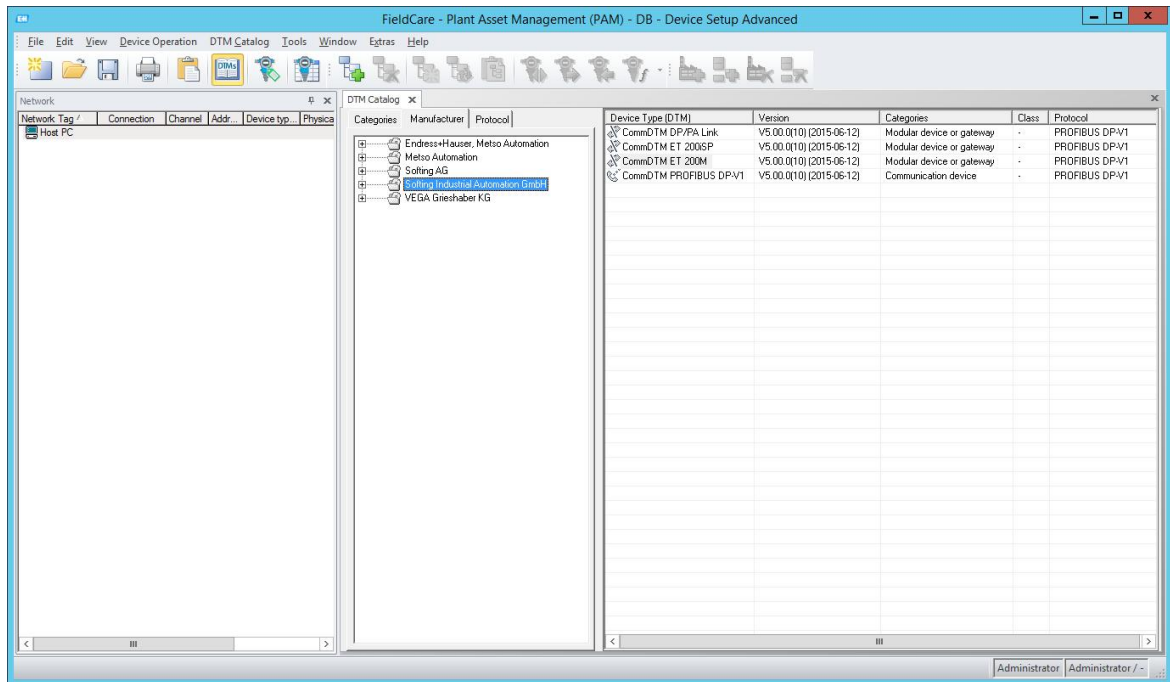 FieldCare - Plant Asset Management (PAM) - DB - Device Setup Advanced
File Edit View Device Operation DTM Catalog Tools Window Extras Help
DTMs
Network
Network Tag Connection Channel Addr... Device typ... Physica
Host PC
DTM Catalog
Categories Manufacturer Protocol
Endress+Hauser, Metso Automation
Metso Automation
Softing AG
Softing Industrial Automation GmbH
VEGA Grieshaber KG
Device Type (DTM) Version Categories Class Protocol
CommDTM DP/PA Link V5.00.0(10) (2015-06-12) Modular device or gateway - PROFIBUS DP-V1
CommDTM ET 200iSP V5.00.0(10) (2015-06-12) Modular device or gateway - PROFIBUS DP-V1
CommDTM ET 200M V5.00.0(10) (2015-06-12) Modular device or gateway - PROFIBUS DP-V1
CommDTM PROFIBUS DP-V1 V5.00.0(10) (2015-06-12) Communication device - PROFIBUS DP-V1
Administrator Administrator / -